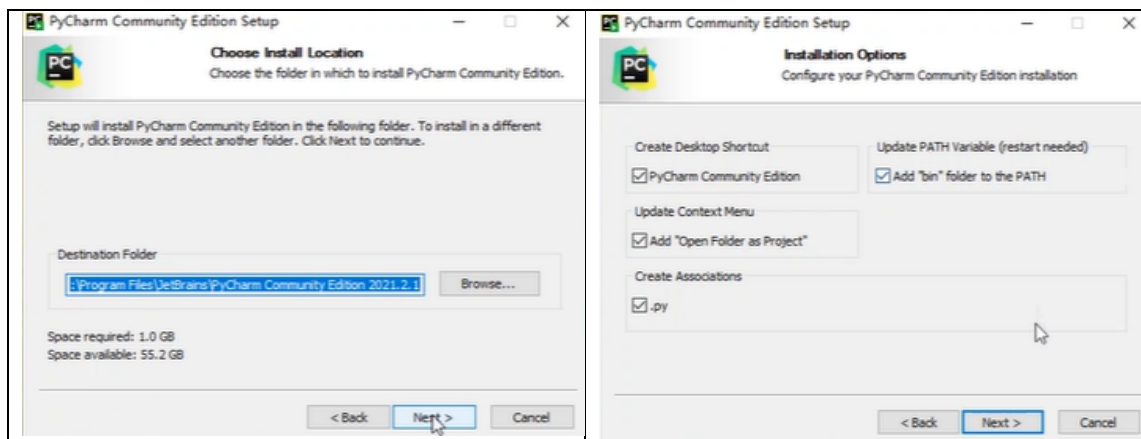 PyCharm Community Edition Setup
PC
Choose Install Location
Choose the folder in which to install PyCharm Community Edition.
Setup will install PyCharm Community Edition in the following folder. To install in a different
folder, click Browse and select another folder. Click Next to continue.
Destination Folder
:\Program Files\JetBrains\PyCharm Community Edition 2021.2.1
Browse...
Space required: 1.0 GB
Space available: 55.2 GB
< Back
Next >
Cancel
PyCharm Community Edition Setup
PC
Installation Options
Configure your PyCharm Community Edition installation
Create Desktop Shortcut
PyCharm Community Edition
Update PATH Variable (restart needed)
Add "bin" folder to the PATH
Update Context Menu
Add "Open Folder as Project"
Create Associations
.py
< Back
Next >
Cancel